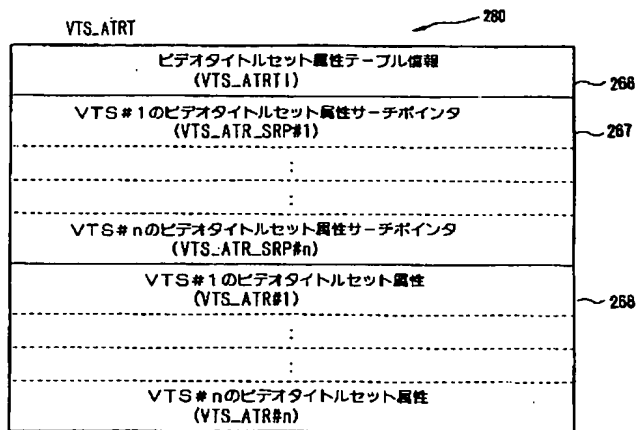 VTS_ATRT
280
ビデオタイトルセット属性テーブル情報
(VTS_ATRTI)
266
VTS#1のビデオタイトルセット属性サーチポインタ
(VTS_ATR_SRP#1)
267
:
:
VTS#nのビデオタイトルセット属性サーチポインタ
(VTS_ATR_SRP#n)
VTS#1のビデオタイトルセット属性
(VTS_ATR#1)
268
:
:
VTS#nのビデオタイトルセット属性
(VTS_ATR#n)